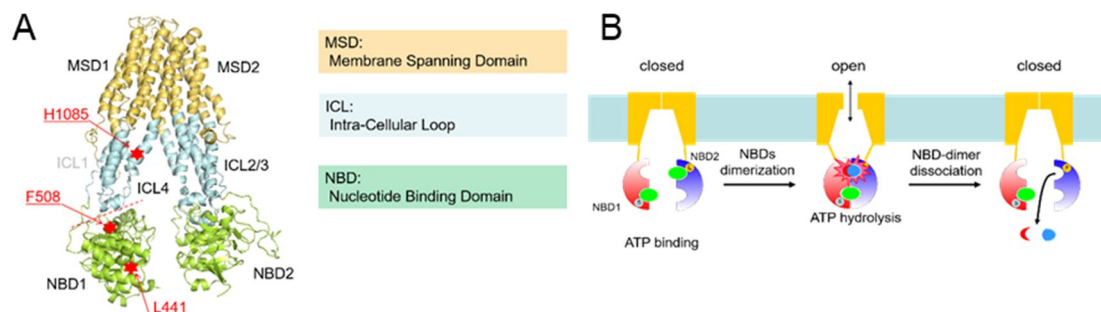 A
MSD1
MSD2
H1085
ICL1
ICL2/3
ICL4
F508
NBD1
NBD2
L441
MSD:
Membrane Spanning Domain
ICL:
Intra-Cellular Loop
NBD:
Nucleotide Binding Domain
B
closed
open
closed
NBD2
NBD1
ATP binding
NBDs
dimerization
ATP hydrolysis
NBD-dimer
dissociation